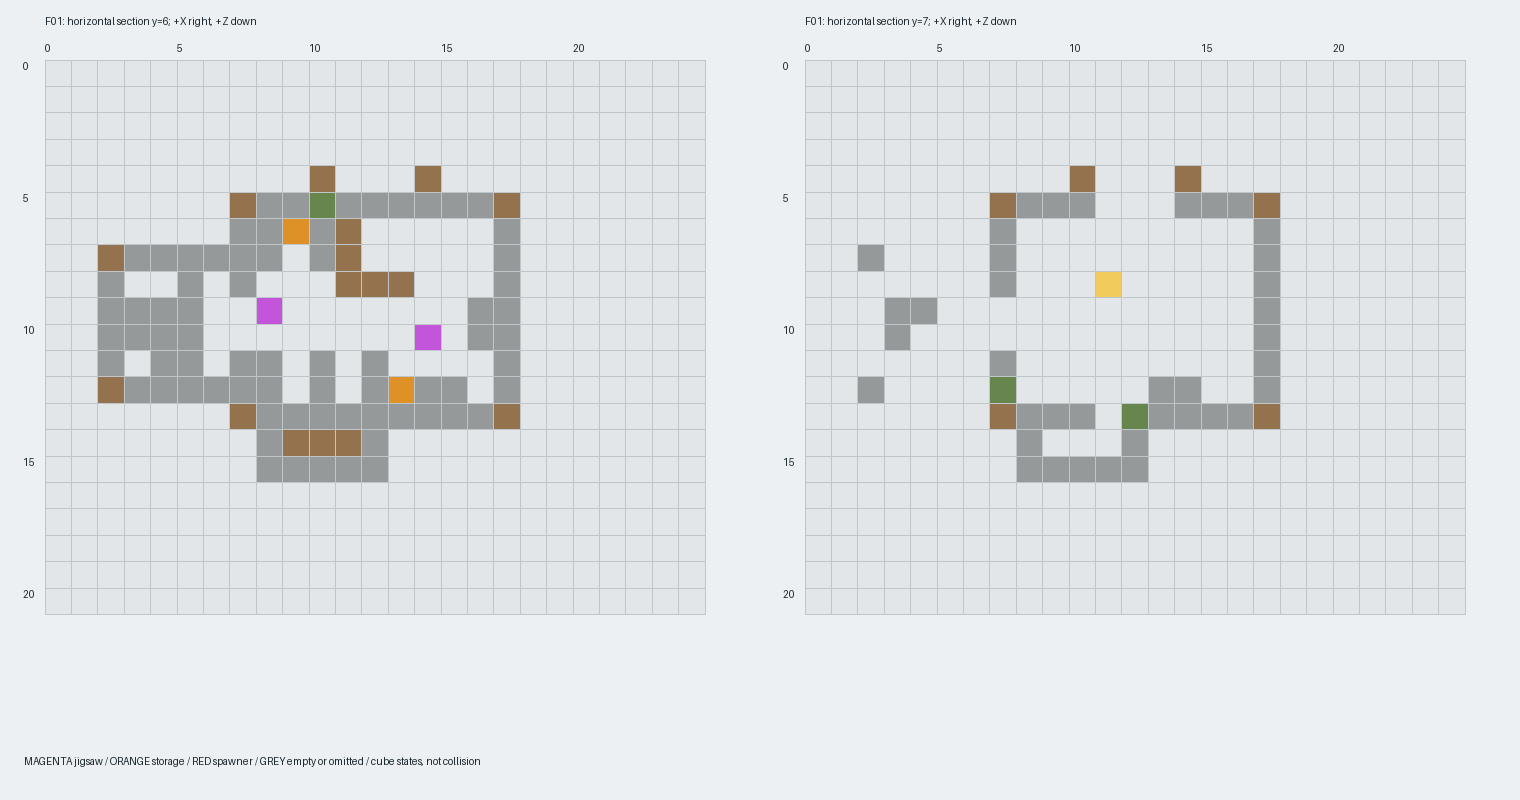 F01: horizontal section y=6; +X right, +Z down
F01: horizontal section y=7; +X right, +Z down
0 5 10 15 20
0 5 10 15 20
0
0
5
5
10
10
15
15
20
20
MAGENTA jigsaw / ORANGE storage / RED spawner / GREY empty or omitted / cube states, not collision